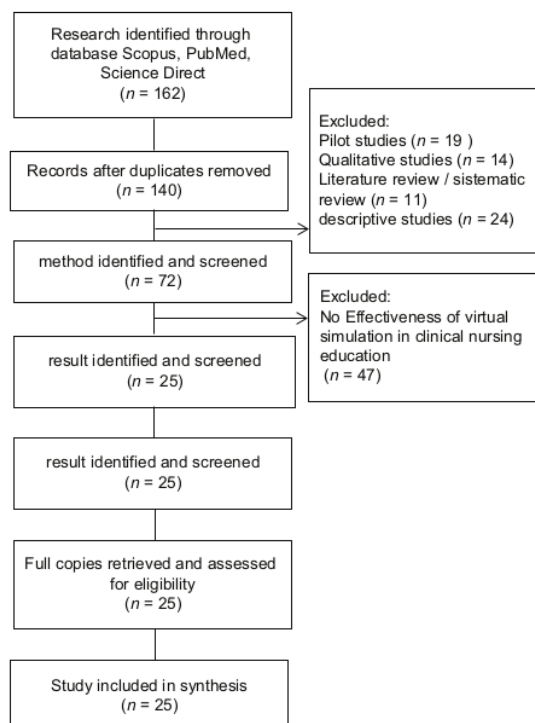 Research identified through
database Scopus, PubMed,
Science Direct
(n = 162)
Excluded:
Pilot studies (n = 19 )
Qualitative studies (n = 14)
Literature review / sistematic
review (n = 11)
descriptive studies (n = 24)
Records after duplicates removed
(n = 140)
method identified and screened
(n = 72)
Excluded:
No Effectiveness of virtual
simulation in clinical nursing
education
(n = 47)
result identified and screened
(n = 25)
result identified and screened
(n = 25)
Full copies retrieved and assessed
for eligibility
(n = 25)
Study included in synthesis
(n = 25)